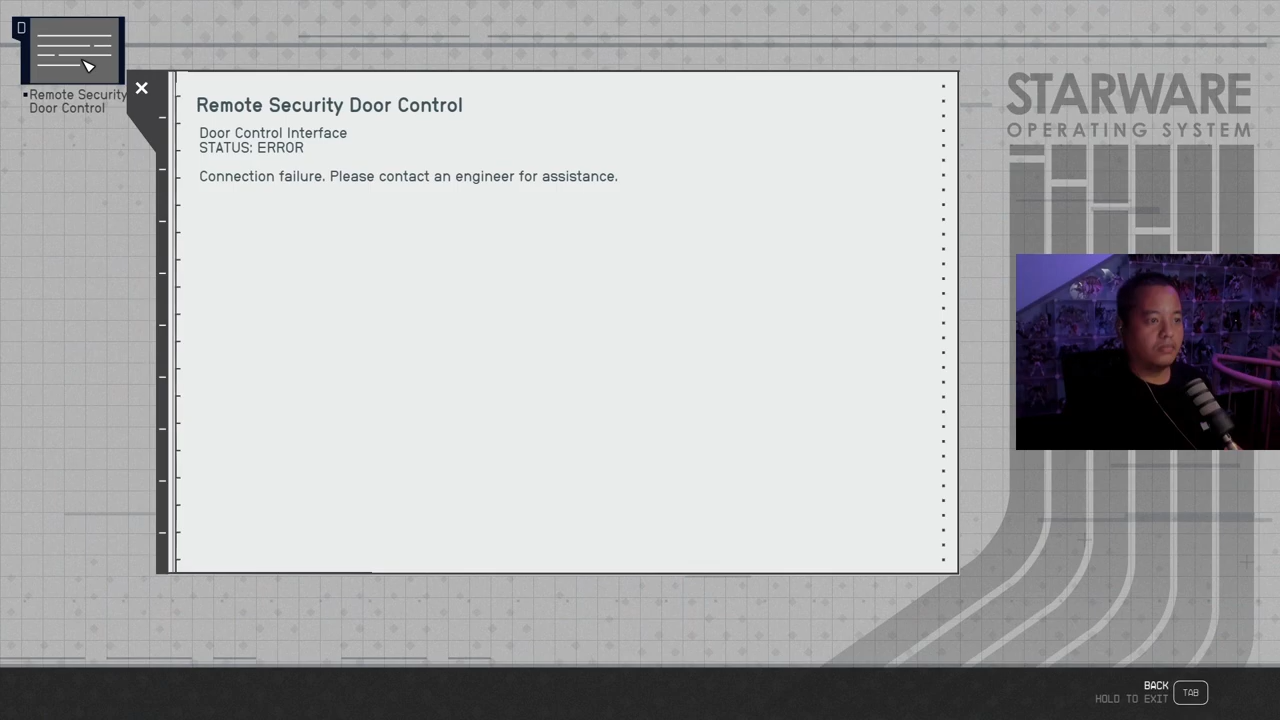 D
Remote Security
Door Control
×
Remote Security Door Control
Door Control Interface
STATUS: ERROR
Connection failure. Please contact an engineer for assistance.
STARWARE
OPERATING SYSTEM
BACK
HOLD TO EXIT
TAB